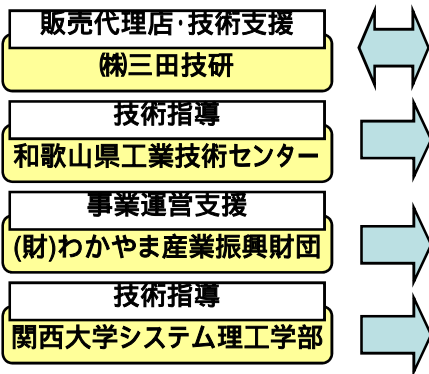 販売代理店･技術支援
㈱三田技研
技術指導
和歌山県工業技術センター
事業運営支援
(財)わかやま産業振興財団
技術指導
関西大学システム理工学部